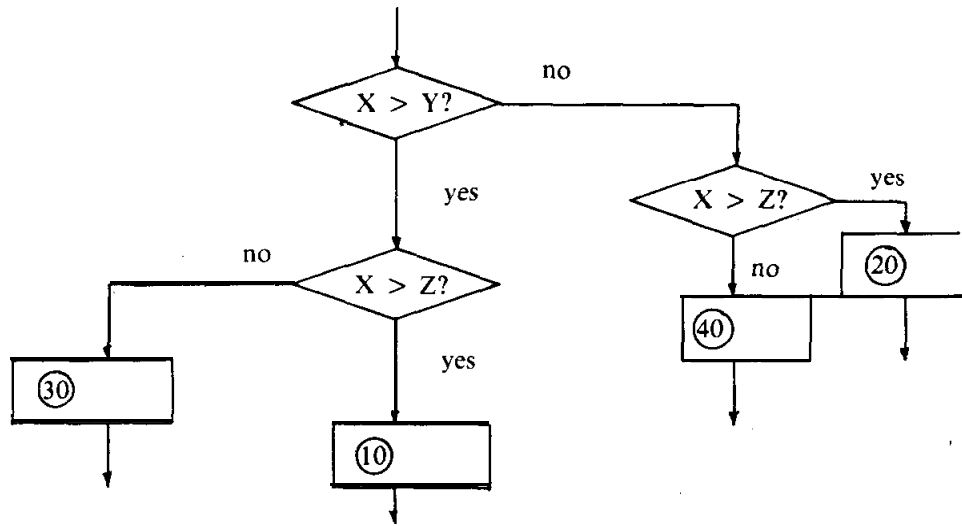 no
X > Y?
yes
X > Z?
yes
no
X > Z?
no
20
40
yes
30
10